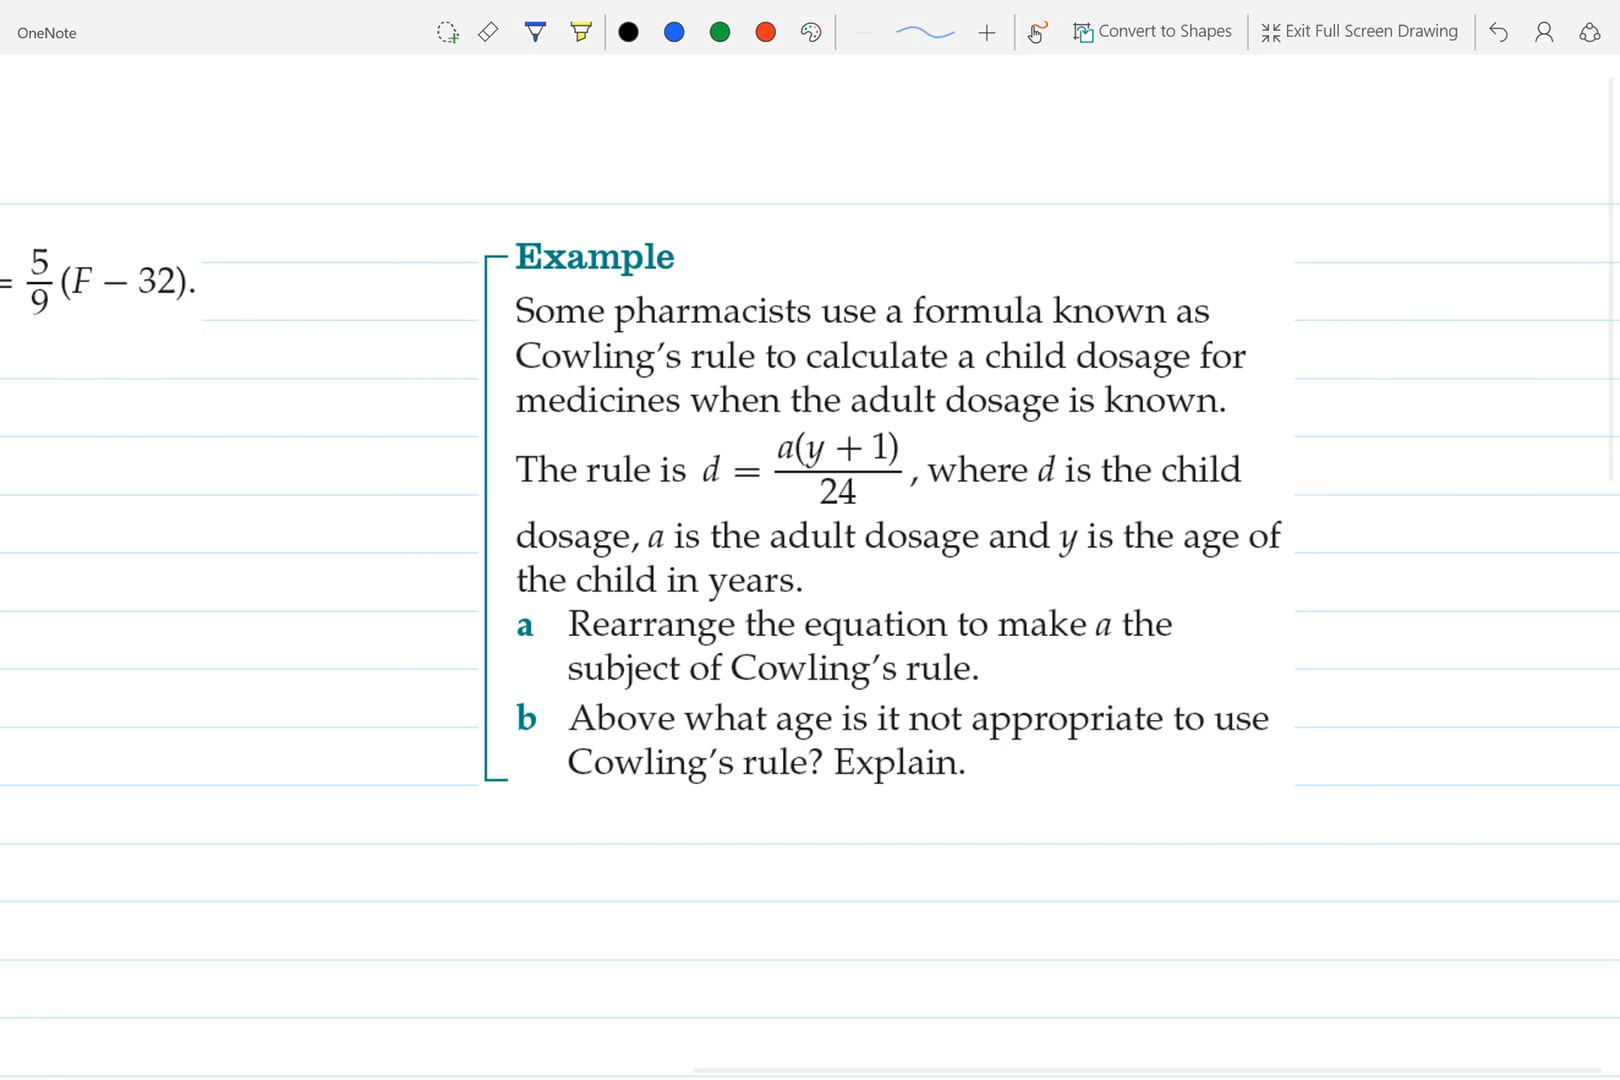 OneNote
Convert to Shapes
Exit Full Screen Drawing
= 5/9 (F − 32).
Example
Some pharmacists use a formula known as
Cowling’s rule to calculate a child dosage for
medicines when the adult dosage is known.
The rule is d = a(y + 1)/24, where d is the child
dosage, a is the adult dosage and y is the age of
the child in years.
a Rearrange the equation to make a the
subject of Cowling’s rule.
b Above what age is it not appropriate to use
Cowling’s rule? Explain.